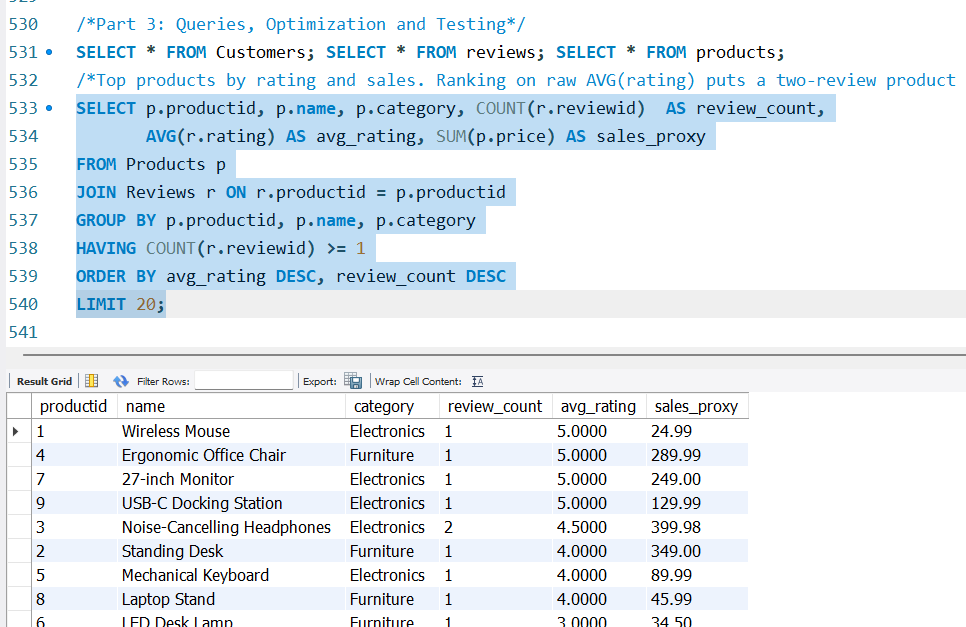 530 /*Part 3: Queries, Optimization and Testing*/
531 SELECT * FROM Customers; SELECT * FROM reviews; SELECT * FROM products;
532 /*Top products by rating and sales. Ranking on raw AVG(rating) puts a two-review product
533 SELECT p.productid, p.name, p.category, COUNT(r.reviewid)  AS review_count,
534 AVG(r.rating) AS avg_rating, SUM(p.price) AS sales_proxy
535 FROM Products p
536 JOIN Reviews r ON r.productid = p.productid
537 GROUP BY p.productid, p.name, p.category
538 HAVING COUNT(r.reviewid) >= 1
539 ORDER BY avg_rating DESC, review_count DESC
540 LIMIT 20;
541
Result Grid Filter Rows: Export: Wrap Cell Content: IA
productid name category review_count avg_rating sales_proxy
1 Wireless Mouse Electronics 1 5.0000 24.99
4 Ergonomic Office Chair Furniture 1 5.0000 289.99
7 27-inch Monitor Electronics 1 5.0000 249.00
9 USB-C Docking Station Electronics 1 5.0000 129.99
3 Noise-Cancelling Headphones Electronics 2 4.5000 399.98
2 Standing Desk Furniture 1 4.0000 349.00
5 Mechanical Keyboard Electronics 1 4.0000 89.99
8 Laptop Stand Furniture 1 4.0000 45.99
6 LED Desk Lamp Furniture 1 3.0000 34.50